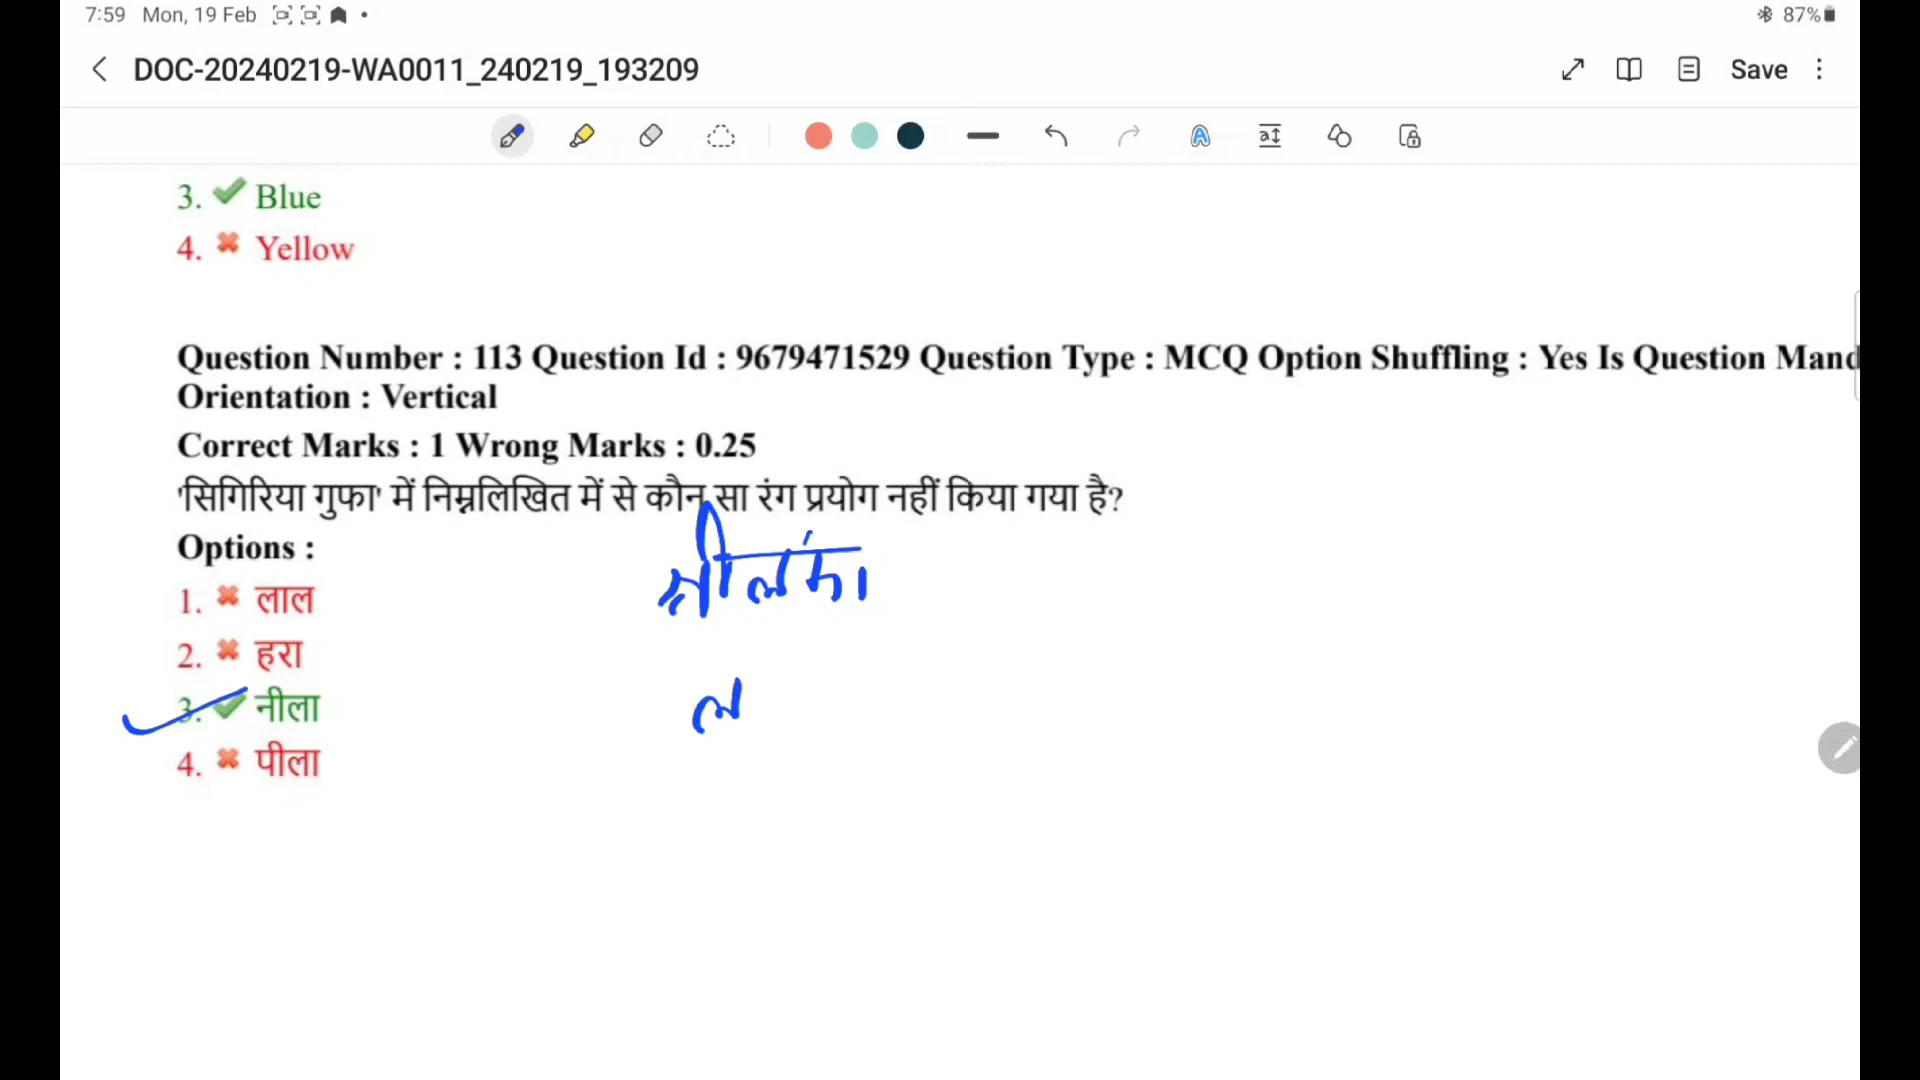 7:59 Mon, 19 Feb 87%
DOC-20240219-WA0011_240219_193209 Save
3. Blue
4. Yellow
Question Number : 113 Question Id : 9679471529 Question Type : MCQ Option Shuffling : Yes Is Question Mand
Orientation : Vertical
Correct Marks : 1 Wrong Marks : 0.25
'सिगिरिया गुफा' में निम्नलिखित में से कौन सा रंग प्रयोग नहीं किया गया है?
Options :
श्रीलंका
1. लाल
2. हरा
3. नीला
ल
4. पीला